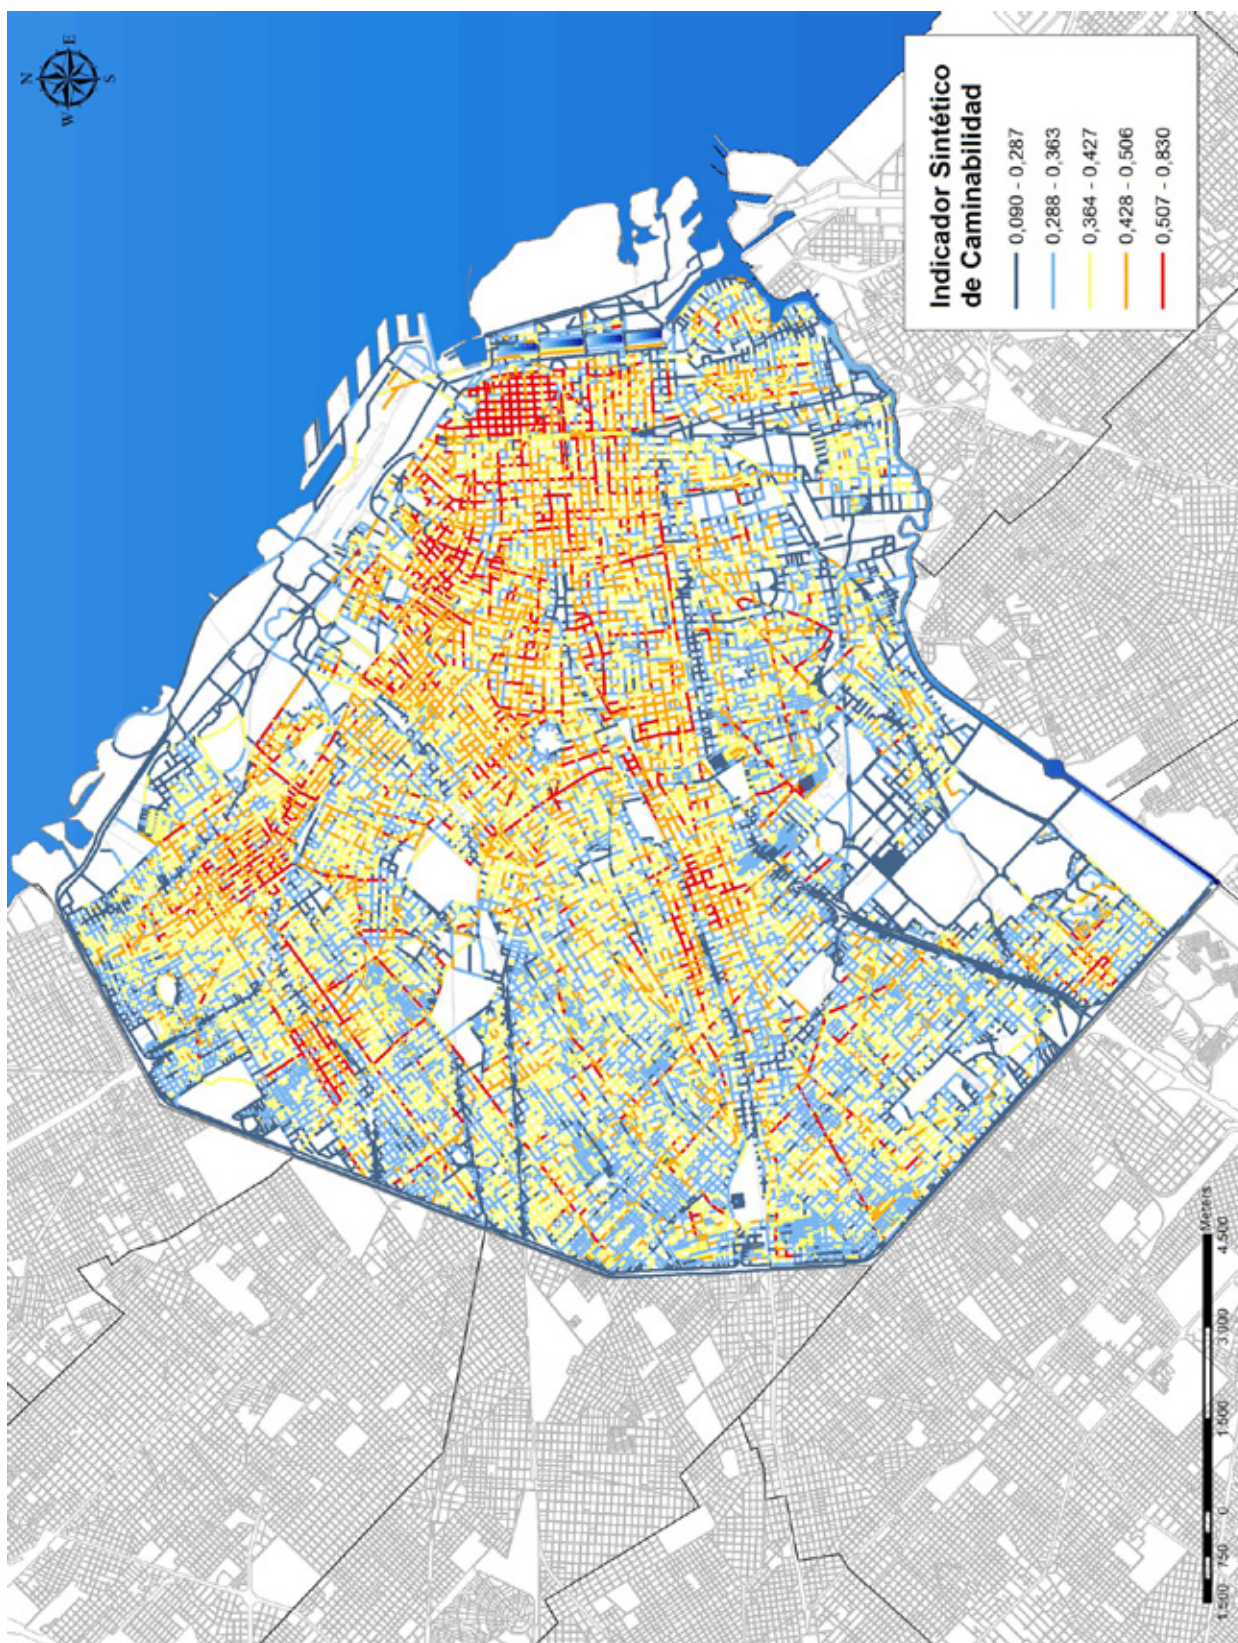 N
E
W
S
Indicador Sintético
de Caminabilidad
0,090 - 0,287
0,288 - 0,363
0,364 - 0,427
0,428 - 0,506
0,507 - 0,830
1.500 750 0 1.500 3.000 4.500
Meters